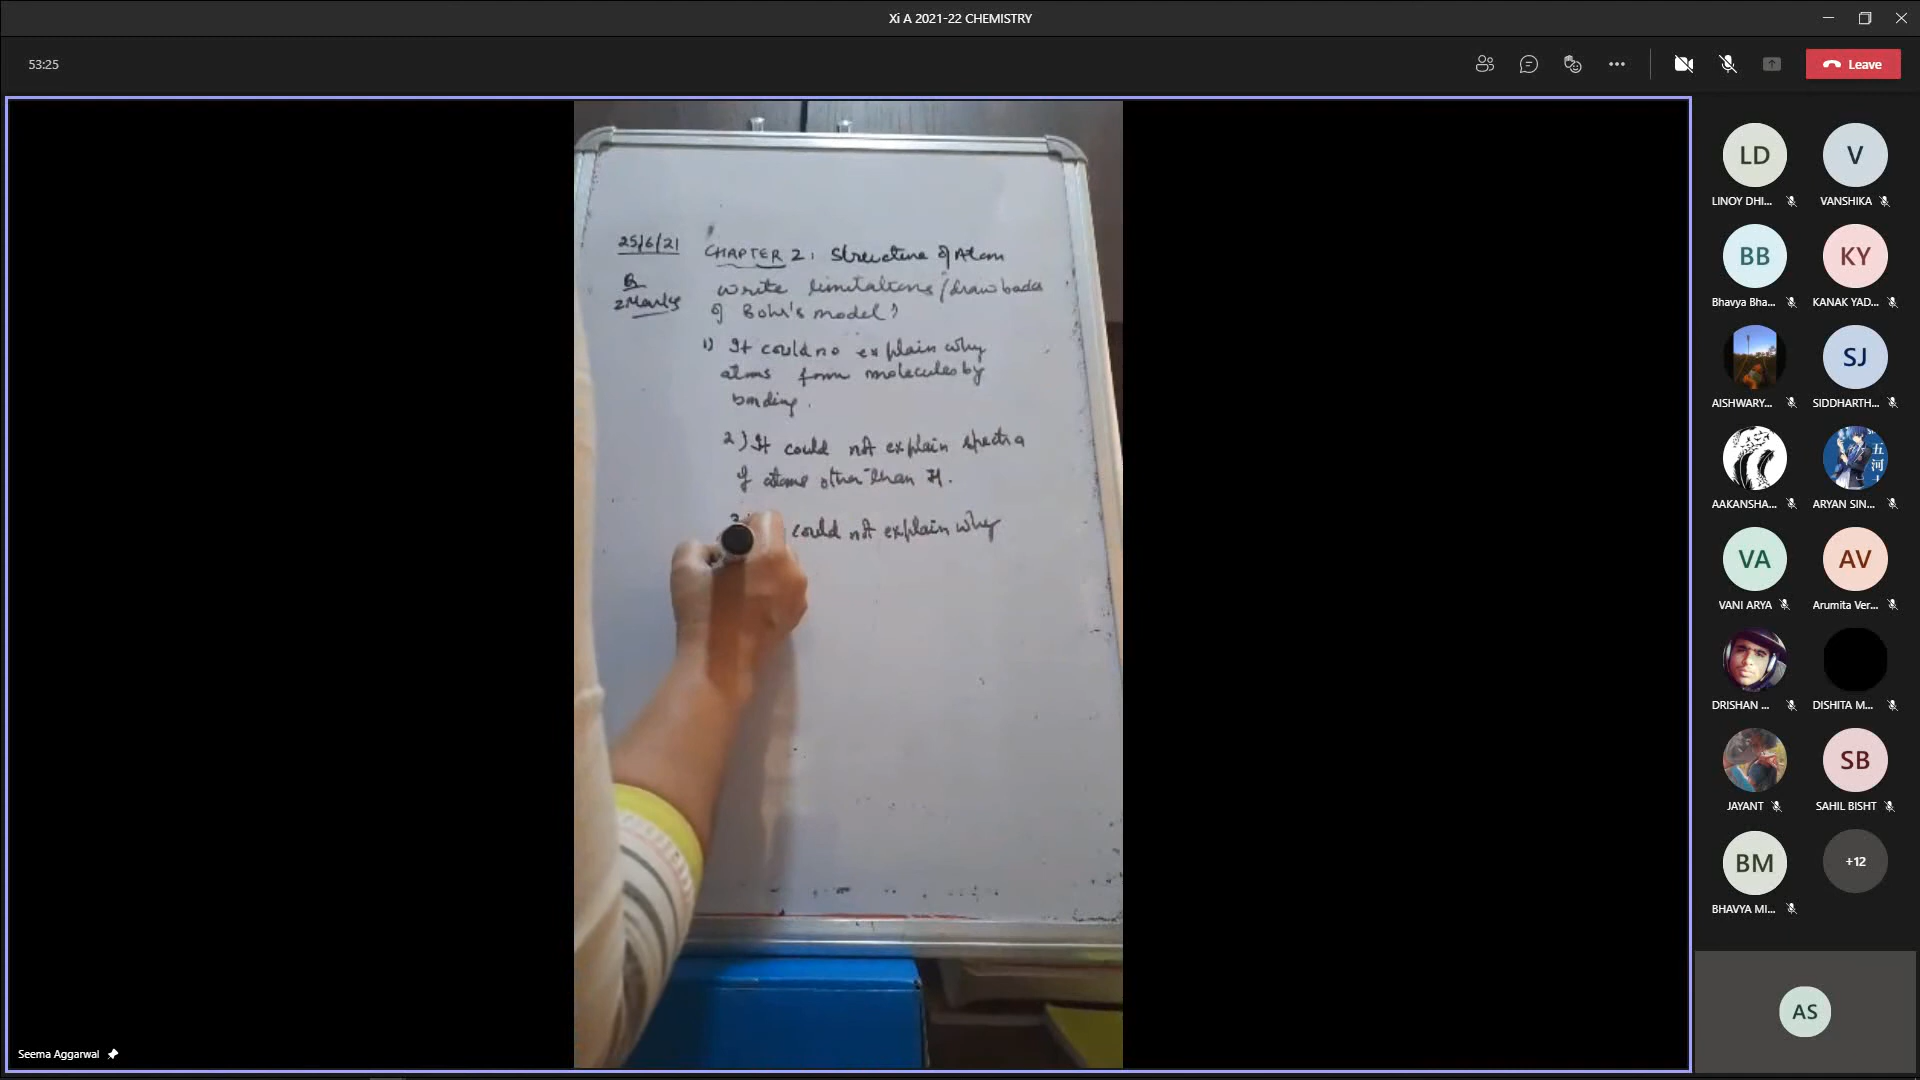 Xi A 2021-22 CHEMISTRY
53:25
Leave
25/6/21 CHAPTER 2: Structure of Atom
Q
2 Marks
Write limitations/drawbacks
of Bohr's model?
1) It could no explain why
atoms form molecules by
bonding.
2) It could not explain spectra
of atoms other than H.
3
could not explain why
LD
V
LINOY DHI...
VANSHIKA
BB
KY
Bhavya Bha...
KANAK YAD...
SJ
AISHWARY...
SIDDHARTH...
五河
AAKANSHA...
ARYAN SIN...
VA
AV
VANI ARYA
Arumita Ver...
DRISHAN ...
DISHITA M...
SB
JAYANT
SAHIL BISHT
BM
+12
BHAVYA MI...
AS
Seema Aggarwal